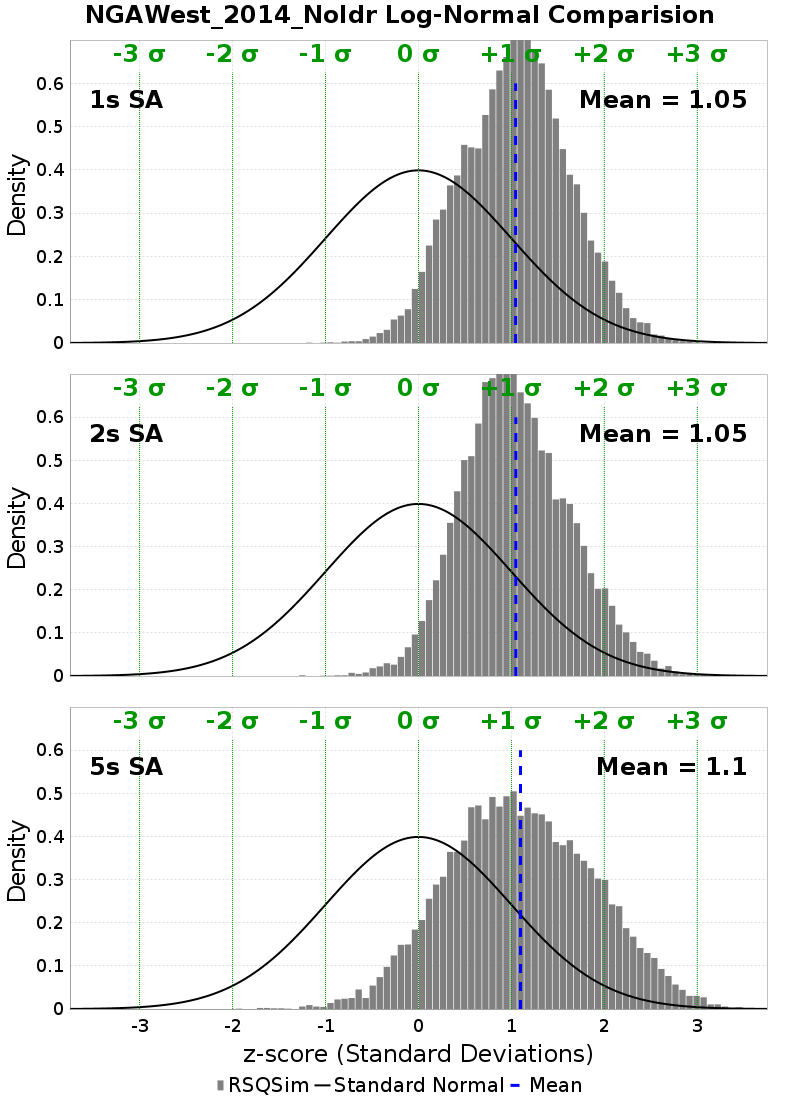 NGAWest_2014_NoIdr Log-Normal Comparision
-3 σ -2 σ -1 σ 0 σ +1 σ +2 σ +3 σ
1s SA Mean = 1.05
0.6
0.5
0.4
0.3
0.2
0.1
0
Density
-3 σ -2 σ -1 σ 0 σ +1 σ +2 σ +3 σ
2s SA Mean = 1.05
0.6
0.5
0.4
0.3
0.2
0.1
0
Density
-3 σ -2 σ -1 σ 0 σ +1 σ +2 σ +3 σ
5s SA Mean = 1.1
0.6
0.5
0.4
0.3
0.2
0.1
0
Density
-3 -2 -1 0 1 2 3
z-score (Standard Deviations)
RSQSim Standard Normal Mean